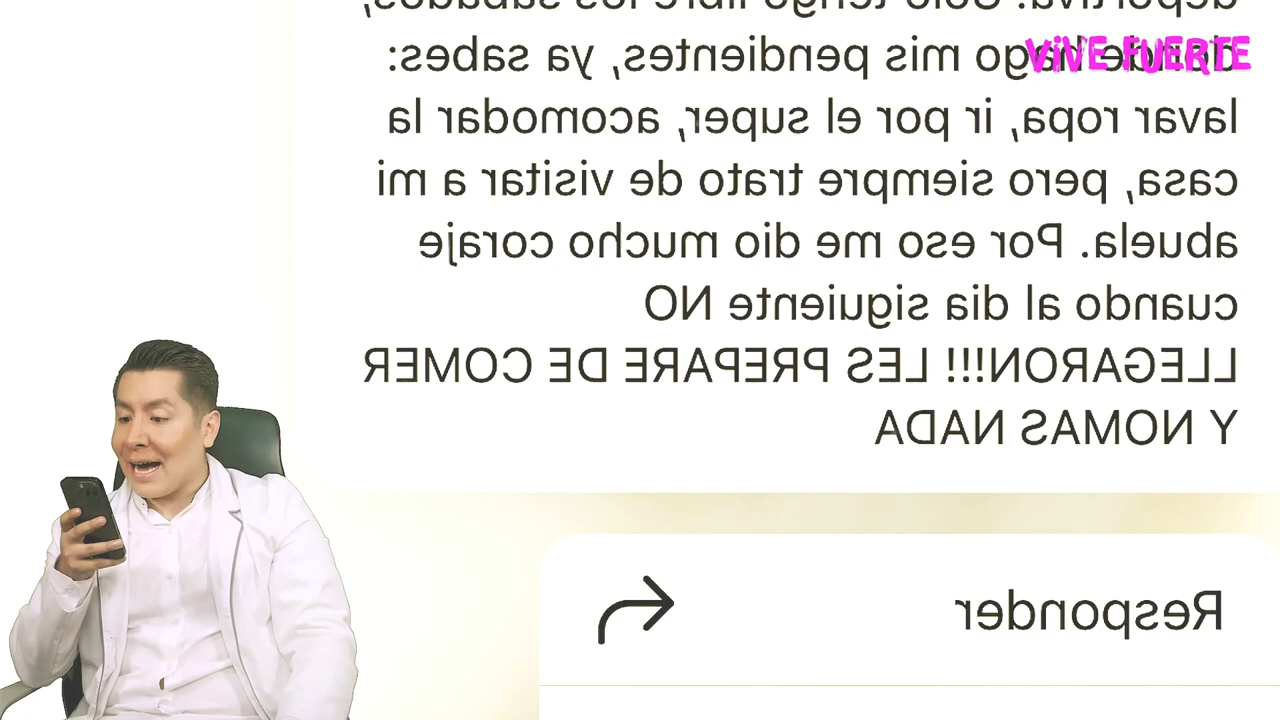 deportiva. Solo tengo libre los sabados,
donde hago mis pendientes, ya sabes:
lavar ropa, ir por el super, acomodar la
casa, pero siempre trato de visitar a mi
abuela. Por eso me dio mucho coraje
cuando al dia siguiente NO
LLEGARON!!!! LES PREPARE DE COMER
Y NOMAS NADA
Responder
ViVE FUERTE